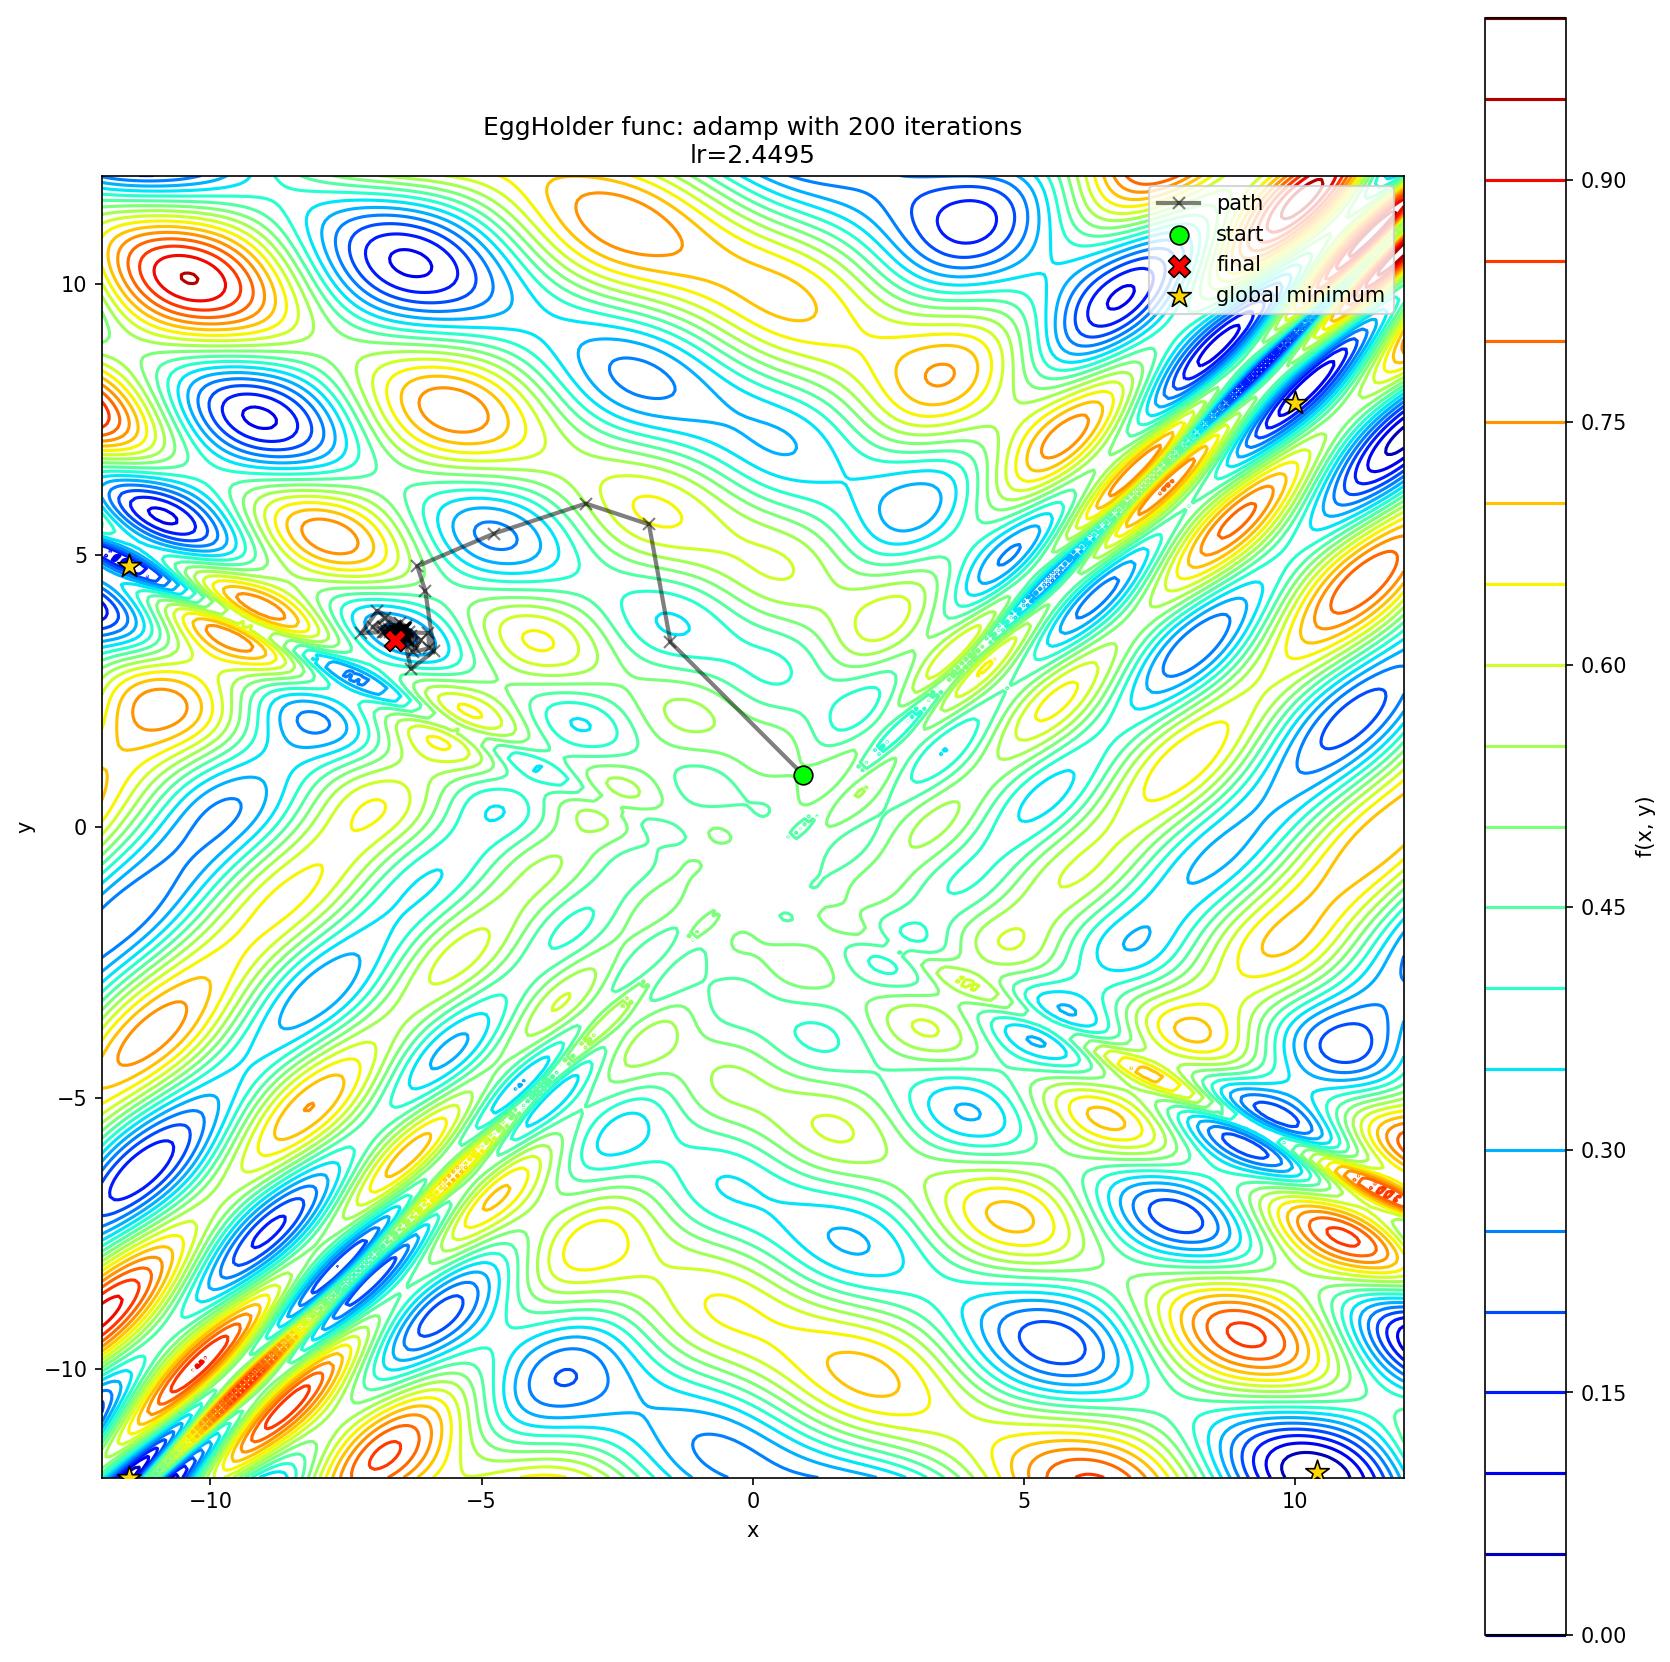 EggHolder func: adamp with 200 iterations
lr=2.4495
path
start
final
global minimum
10
5
0
−5
−10
y
−10
−5
0
5
10
x
0.90
0.75
0.60
0.45
0.30
0.15
0.00
f(x, y)